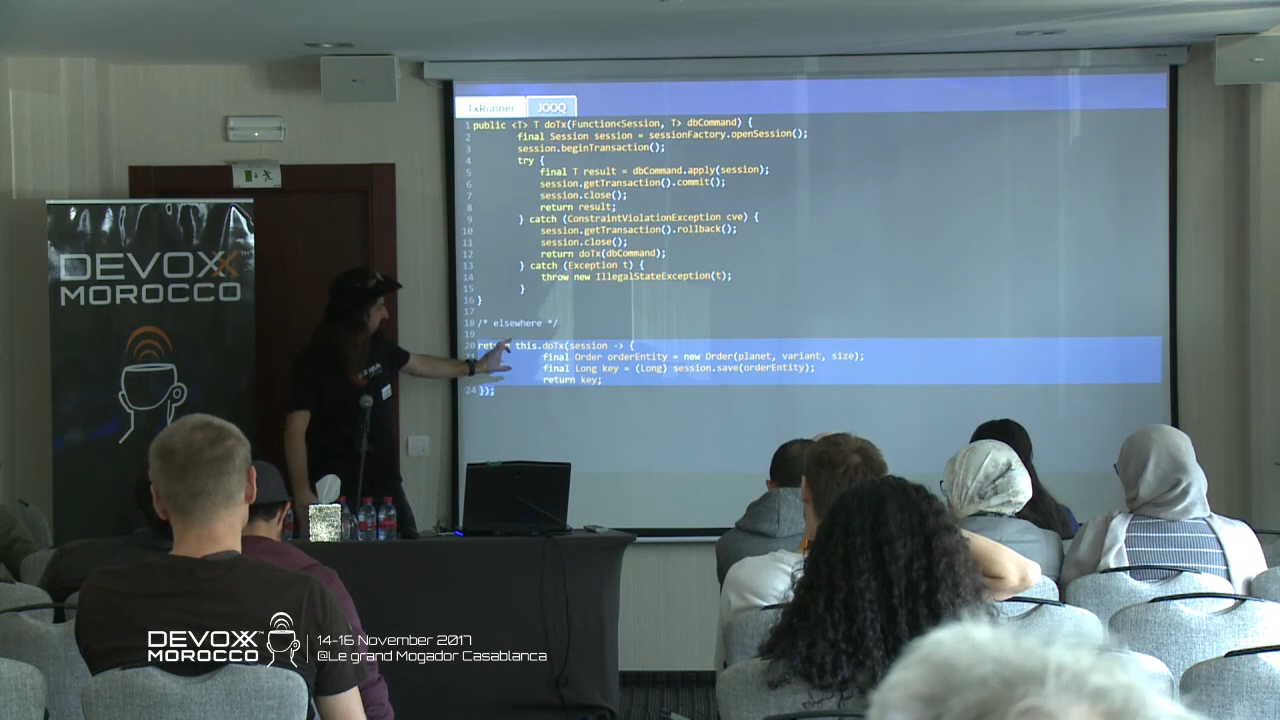 TxRunner JOOQ
1 public <T> T doTx(Function<Session, T> dbCommand) {
2 final Session session = sessionFactory.openSession();
3 session.beginTransaction();
4 try {
5 final T result = dbCommand.apply(session);
6 session.getTransaction().commit();
7 session.close();
8 return result;
9 } catch (ConstraintViolationException cve) {
10 session.getTransaction().rollback();
11 session.close();
12 return doTx(dbCommand);
13 } catch (Exception t) {
14 throw new IllegalStateException(t);
15 }
16 }
17
18 /* elsewhere */
19
20 return this.doTx(session -> {
21 final Order orderEntity = new Order(planet, variant, size);
final Long key = (Long) session.save(orderEntity);
return key;
24 });
DEVOXX™
MOROCCO
DEVOXX™
MOROCCO
14-16 November 2017
@Le grand Mogador Casablanca